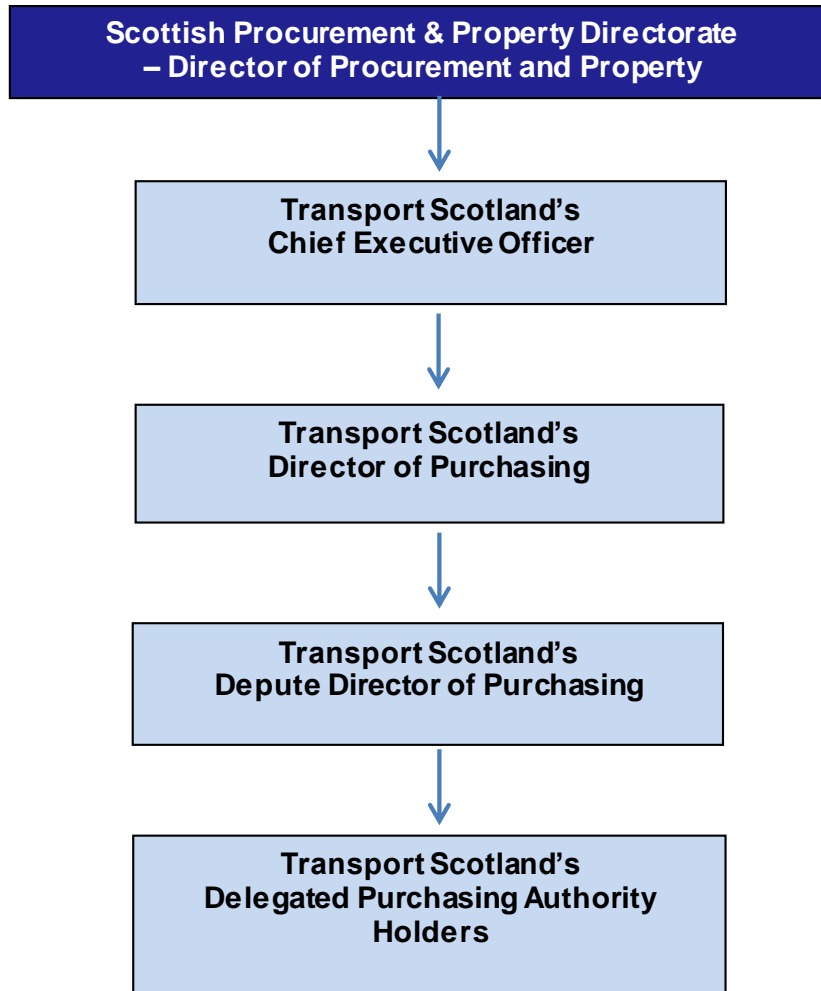 Scottish Procurement & Property Directorate
– Director of Procurement and Property
Transport Scotland’s
Chief Executive Officer
Transport Scotland’s
Director of Purchasing
Transport Scotland’s
Depute Director of Purchasing
Transport Scotland’s
Delegated Purchasing Authority
Holders